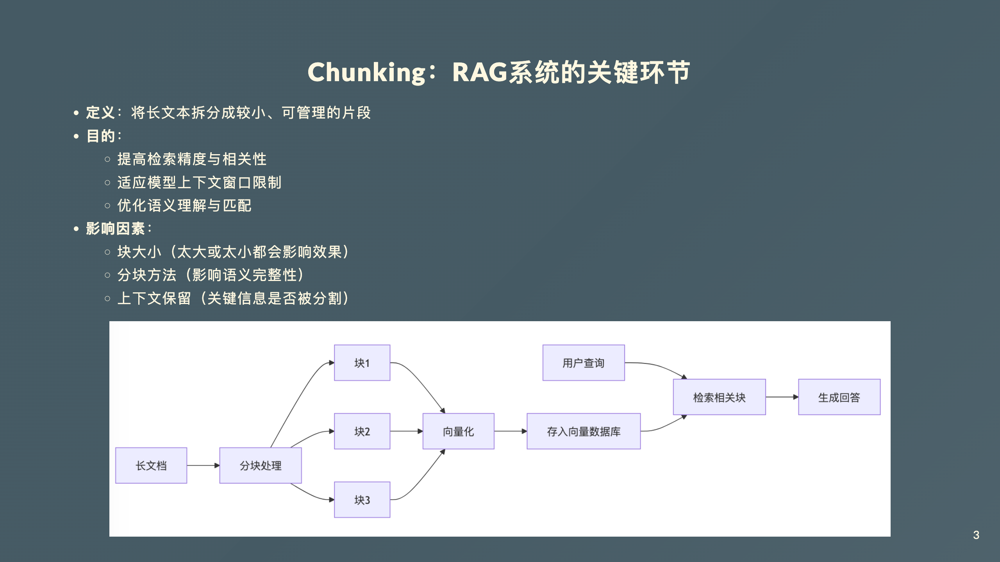 Chunking：RAG系统的关键环节
定义：将长文本拆分成较小、可管理的片段
目的：
提高检索精度与相关性
适应模型上下文窗口限制
优化语义理解与匹配
影响因素：
块大小（太大或太小都会影响效果）
分块方法（影响语义完整性）
上下文保留（关键信息是否被分割）
长文档
分块处理
块1
块2
块3
向量化
存入向量数据库
用户查询
检索相关块
生成回答
3